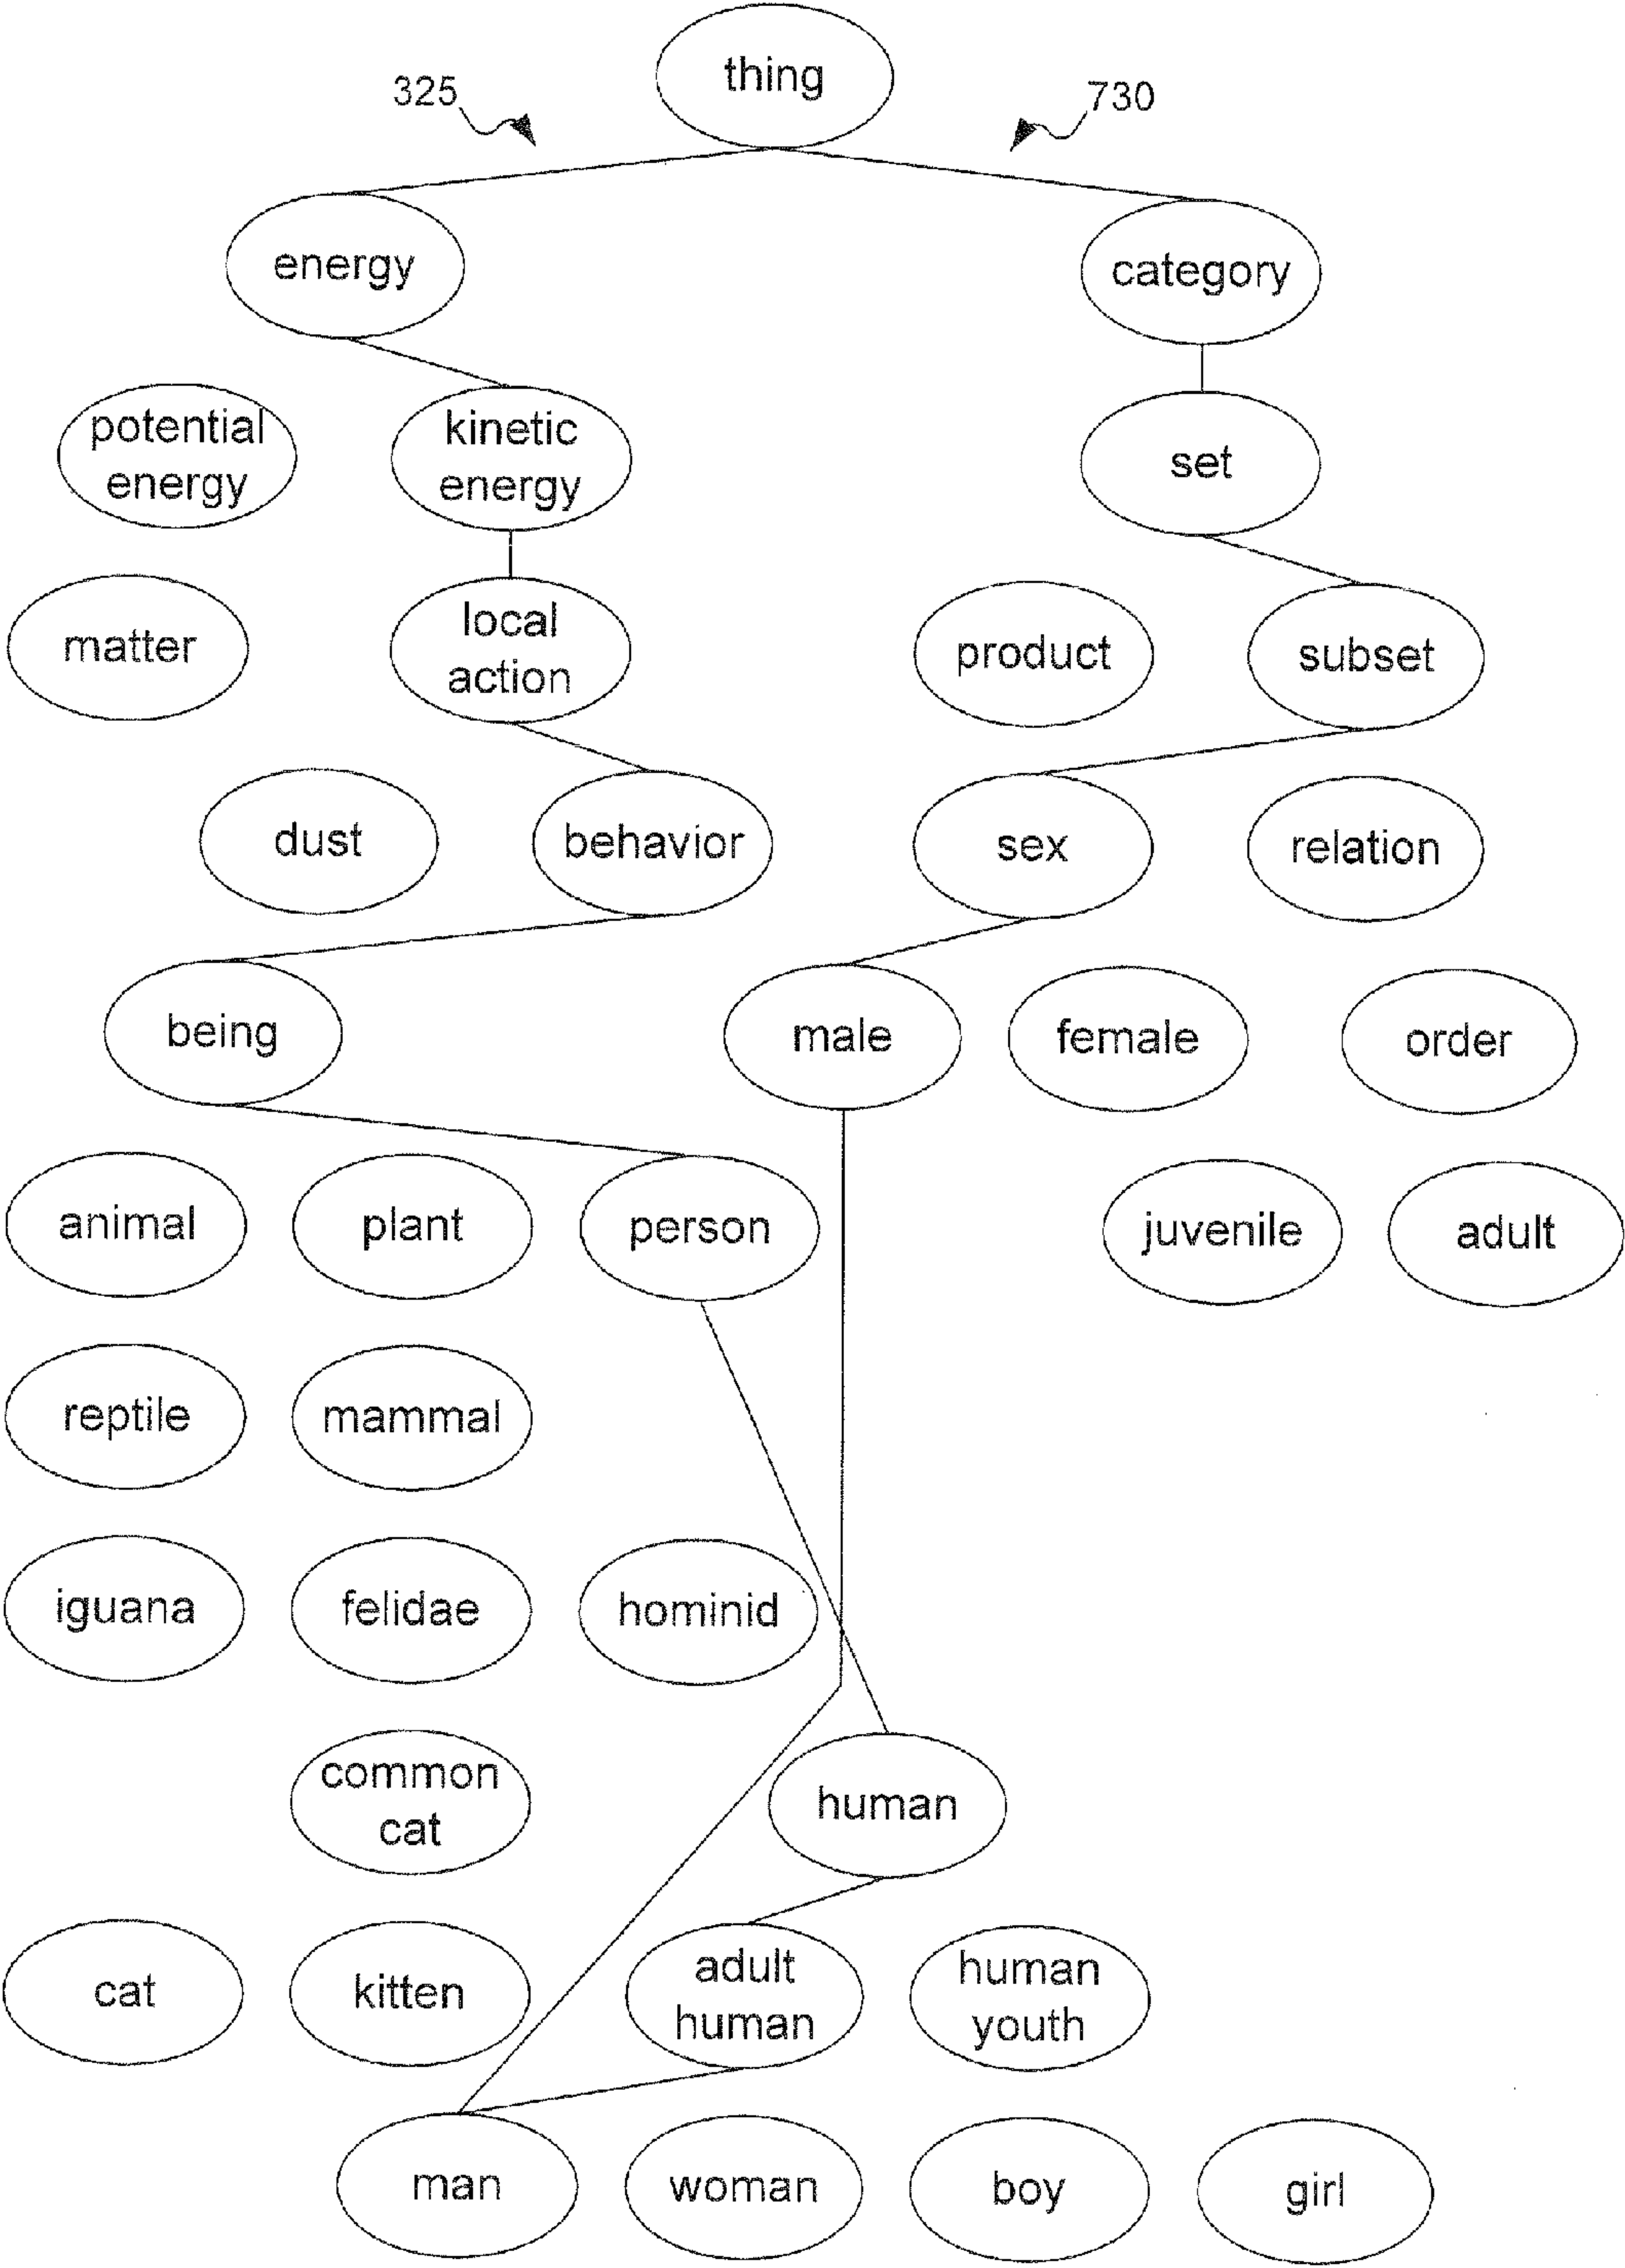 thing
325
730
energy
category
potential
energy
kinetic
energy
set
matter
local
action
product
subset
dust
behavior
sex
relation
being
male
female
order
animal
plant
person
juvenile
adult
reptile
mammal
iguana
felidae
hominid
common
cat
human
cat
kitten
adult
human
human
youth
man
woman
boy
girl